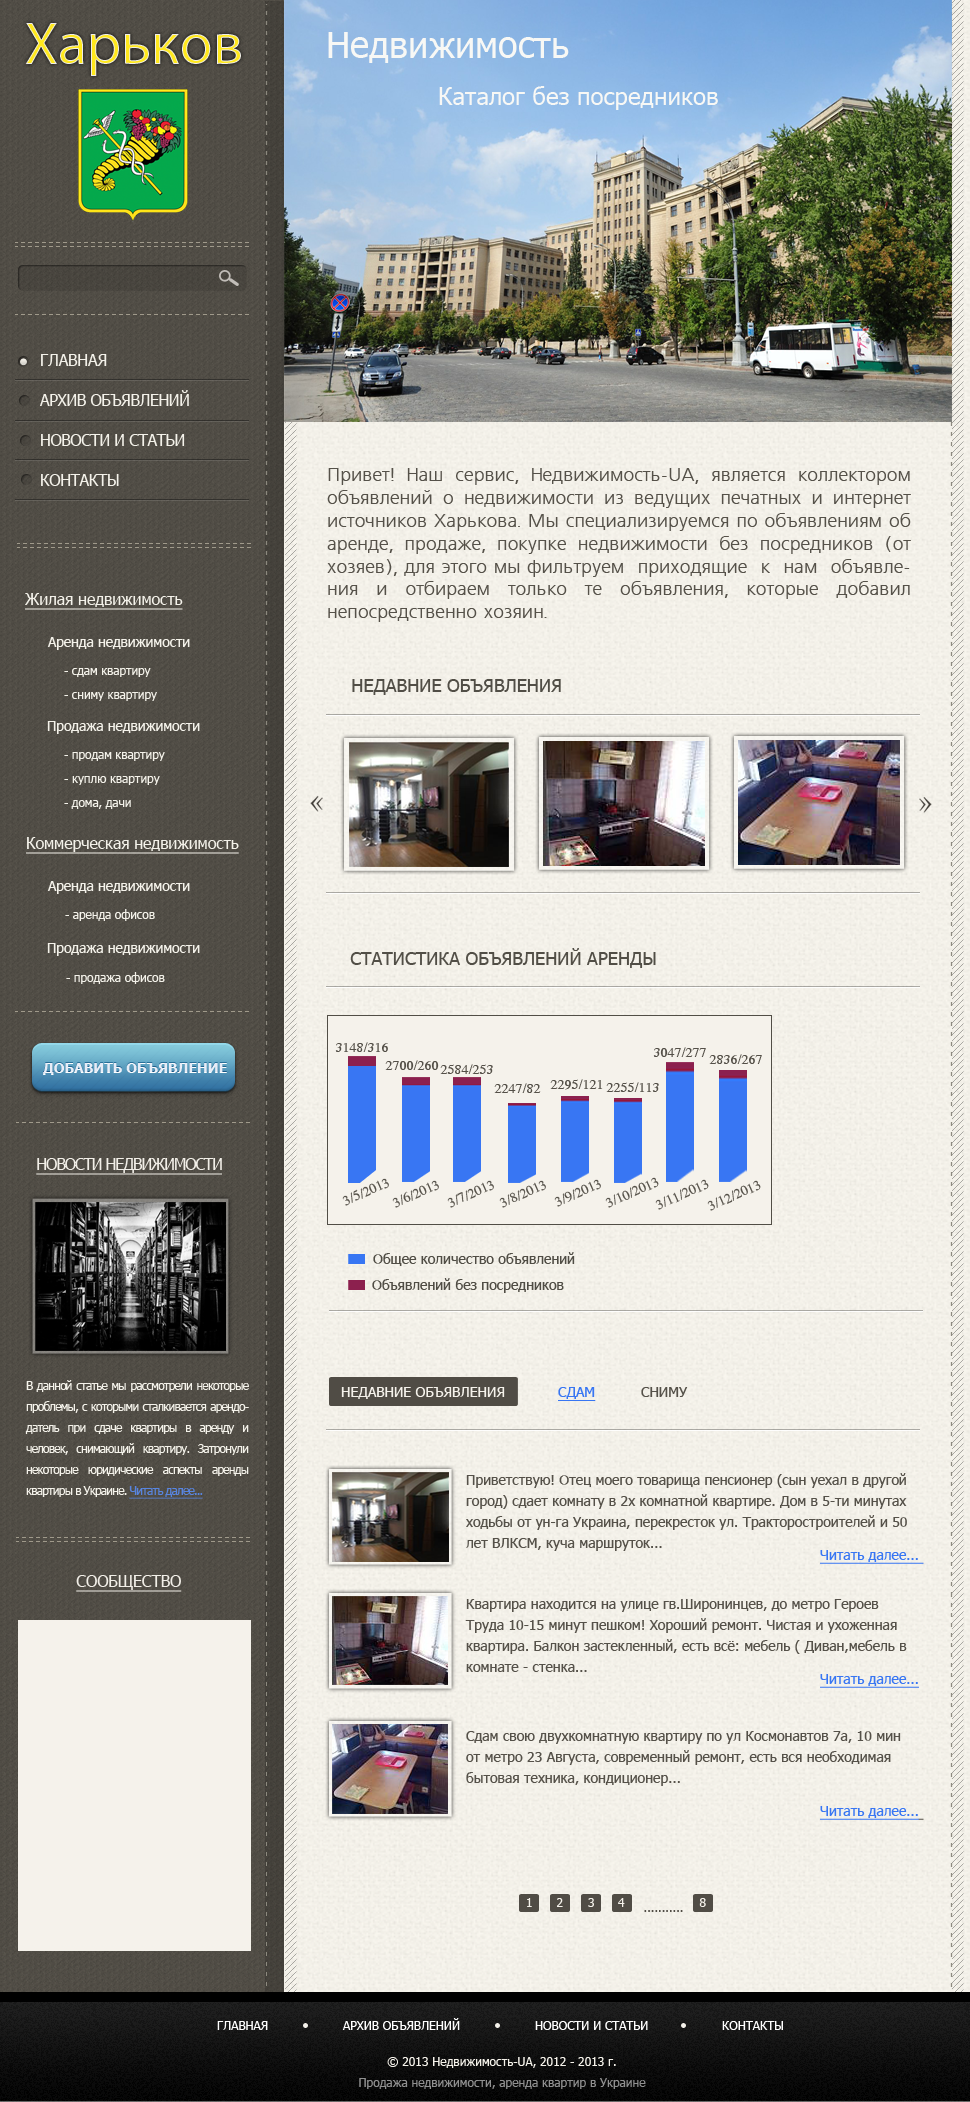 Харьков
ГЛАВНАЯ
АРХИВ ОБЪЯВЛЕНИЙ
НОВОСТИ И СТАТЬИ
КОНТАКТЫ
Жилая недвижимость
Аренда недвижимости
- сдам квартиру
- сниму квартиру
Продажа недвижимости
- продам квартиру
- куплю квартиру
- дома, дачи
Коммерческая недвижимость
Аренда недвижимости
- аренда офисов
Продажа недвижимости
- продажа офисов
ДОБАВИТЬ ОБЪЯВЛЕНИЕ
НОВОСТИ НЕДВИЖИМОСТИ
В данной статье мы рассмотрели некоторые
проблемы, с которыми сталкивается арендо-
датель при сдаче квартиры в аренду и
человек, снимающий квартиру. Затронули
некоторые юридические аспекты аренды
квартиры в Украине. Читать далее...
СООБЩЕСТВО
Недвижимость
Каталог без посредников
Привет! Наш сервис, Недвижимость-UA, является коллектором
объявлений о недвижимости из ведущих печатных и интернет
источников Харькова. Мы специализируемся по объявлениям об
аренде, продаже, покупке недвижимости без посредников (от
хозяев), для этого мы фильтруем приходящие к нам объявле-
ния и отбираем только те объявления, которые добавил
непосредственно хозяин.
НЕДАВНИЕ ОБЪЯВЛЕНИЯ
«
»
СТАТИСТИКА ОБЪЯВЛЕНИЙ АРЕНДЫ
3148/316
2700/260
2584/253
2247/82
2295/121
2255/113
3047/277
2836/267
3/5/2013
3/6/2013
3/7/2013
3/8/2013
3/9/2013
3/10/2013
3/11/2013
3/12/2013
Общее количество объявлений
Объявлений без посредников
НЕДАВНИЕ ОБЪЯВЛЕНИЯ СДАМ СНИМУ
Приветствую! Отец моего товарища пенсионер (сын уехал в другой
город) сдает комнату в 2х комнатной квартире. Дом в 5-ти минутах
ходьбы от ун-га Украина, перекресток ул. Тракторостроителей и 50
лет ВЛКСМ, куча маршруток...
Читать далее...
Квартира находится на улице гв.Широнинцев, до метро Героев
Труда 10-15 минут пешком! Хороший ремонт. Чистая и ухоженная
квартира. Балкон застекленный, есть всё: мебель ( Диван,мебель в
комнате - стенка...
Читать далее...
Сдам свою двухкомнатную квартиру по ул Космонавтов 7а, 10 мин
от метро 23 Августа, современный ремонт, есть вся необходимая
бытовая техника, кондиционер...
Читать далее...
1 2 3 4 ........... 8
ГЛАВНАЯ • АРХИВ ОБЪЯВЛЕНИЙ • НОВОСТИ И СТАТЬИ • КОНТАКТЫ
© 2013 Недвижимость-UA, 2012 - 2013 г.
Продажа недвижимости, аренда квартир в Украине